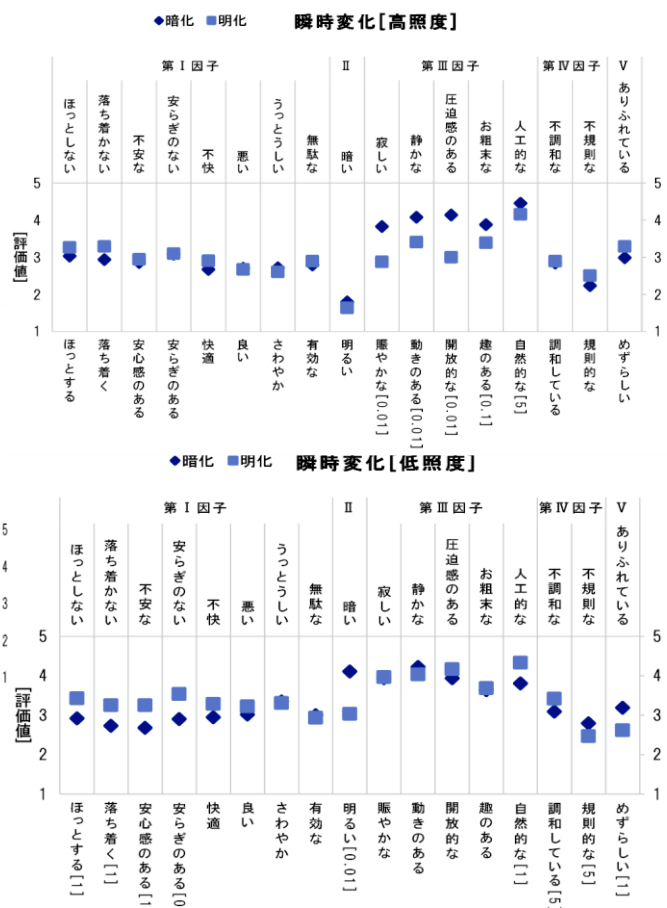 ◆暗化 ■明化 瞬時変化[高照度]
第Ⅰ因子 Ⅱ 第Ⅲ因子 第Ⅳ因子 Ⅴ
ほっとしない
落ち着かない
不安な
安らぎのない
不快
悪い
うっとうしい
無駄な
暗い
寂しい
静かな
圧迫感のある
お粗末な
人工的な
不調和な
不規則な
ありふれている
[評価値]
5
4
3
2
1
5
4
3
2
1
ほっとする
落ち着く
安心感のある
安らぎのある
快適
良い
さわやか
有効な
明るい
賑やかな[0.01]
動きのある[0.01]
開放的な[0.01]
趣のある[0.1]
自然的な[5]
調和している
規則的な
めずらしい
◆暗化 ■明化 瞬時変化[低照度]
第Ⅰ因子 Ⅱ 第Ⅲ因子 第Ⅳ因子 Ⅴ
5
4
3
2
1
ほっとしない
落ち着かない
不安な
安らぎのない
不快
悪い
うっとうしい
無駄な
暗い
寂しい
静かな
圧迫感のある
お粗末な
人工的な
不調和な
不規則な
ありふれている
[評価値]
5
4
3
2
1
5
4
3
2
1
ほっとする[1]
落ち着く[1]
安心感のある[1
安らぎのある[0
快適
良い
さわやか
有効な
明るい[0.01]
賑やかな
動きのある
開放的な
趣のある
自然的な[1]
調和している[5]
規則的な[5]
めずらしい[1]